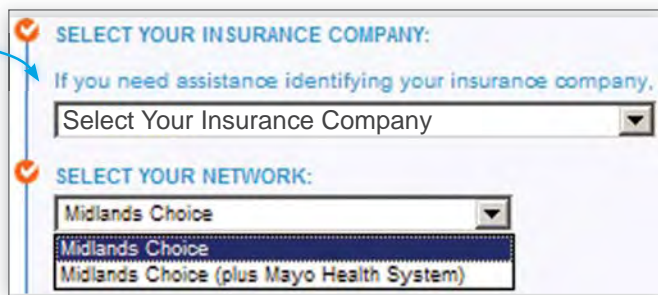 SELECT YOUR INSURANCE COMPANY:
If you need assistance identifying your insurance company,
Select Your Insurance Company
SELECT YOUR NETWORK:
Midlands Choice
Midlands Choice
Midlands Choice (plus Mayo Health System)